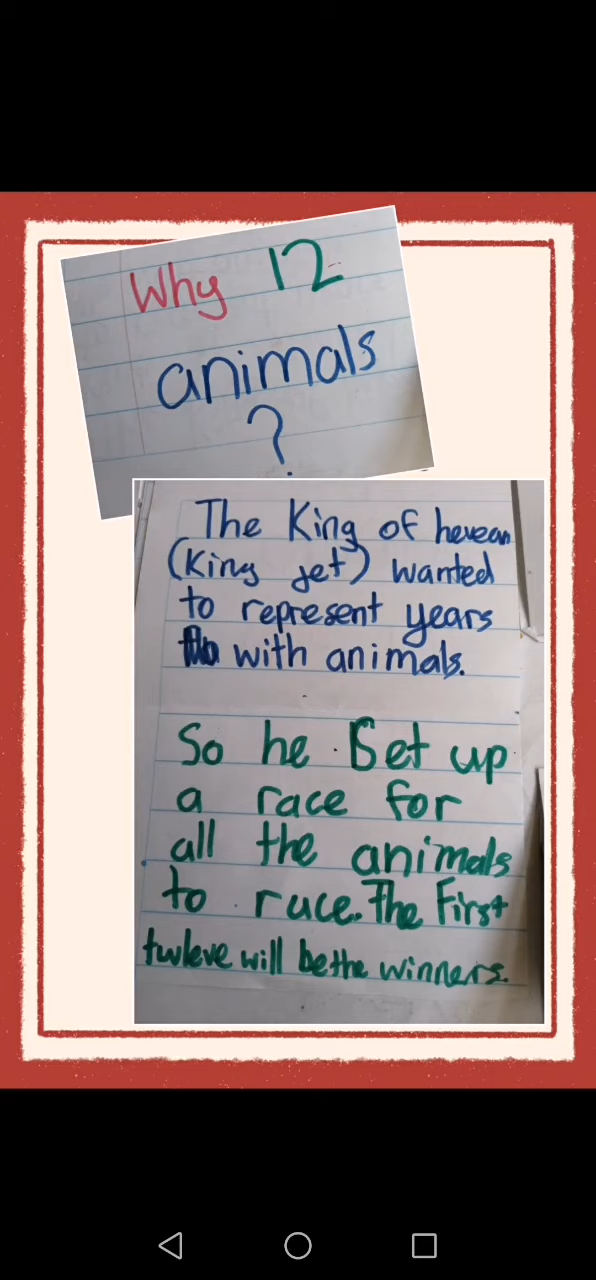 Why 12
animals
?
The King of hevean
(King jet) wanted
to represent years
with animals.
So he Set up
a race for
all the animals
to race. The First
twleve will be the winners.